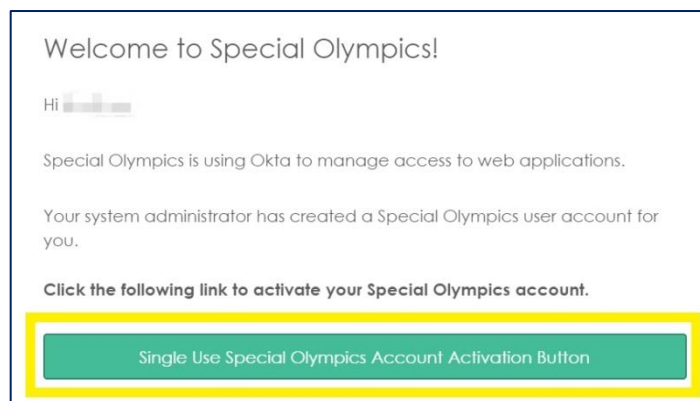 Welcome to Special Olympics!
Hi
Special Olympics is using Okta to manage access to web applications.
Your system administrator has created a Special Olympics user account for
you.
Click the following link to activate your Special Olympics account.
Single Use Special Olympics Account Activation Button